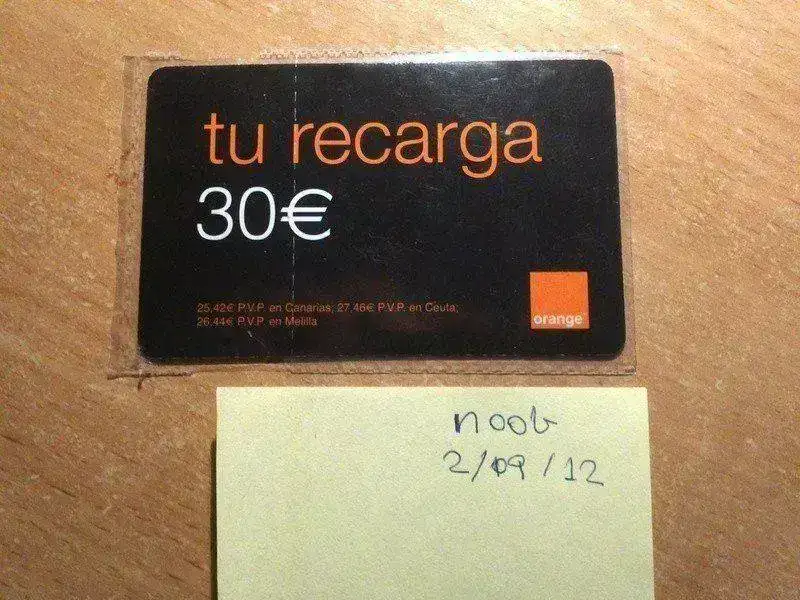 tu recarga
30€
25,42€ P.V.P. en Canarias; 27,46€ P.V.P. en Ceuta;
26,44€ P.V.P. en Melilla
orange
noob
2/09/12